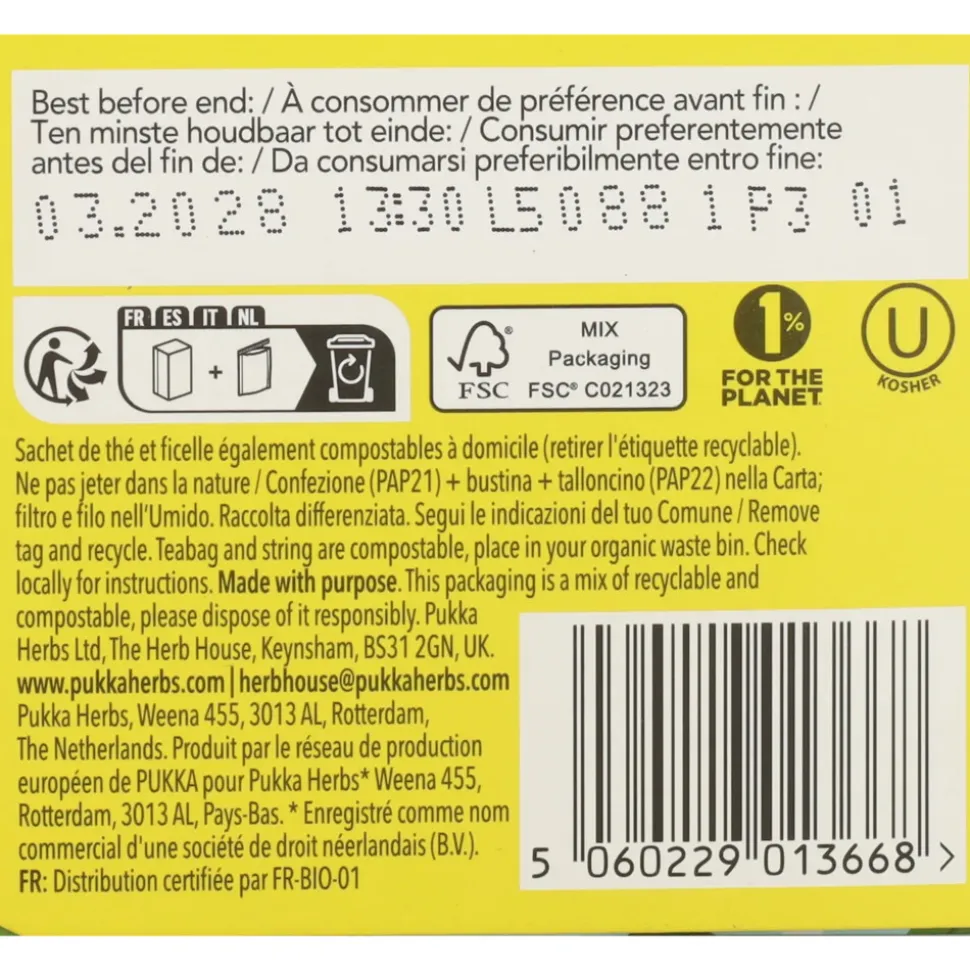 Best before end: / À consommer de préférence avant fin : /
Ten minste houdbaar tot einde: / Consumir preferentemente
antes del fin de: / Da consumarsi preferibilmente entro fine:
03.2028 13:30 L5088 1 P3 01
FR ES IT NL
+
FSC®
MIX
Packaging
FSC® C021323
1%
FOR THE
PLANET
U
KOSHER
Sachet de thé et ficelle également compostables à domicile (retirer l'étiquette recyclable).
Ne pas jeter dans la nature / Confezione (PAP21) + bustina + talloncino (PAP22) nella Carta;
filtro e filo nell'Umido. Raccolta differenziata. Segui le indicazioni del tuo Comune / Remove
tag and recycle. Teabag and string are compostable, place in your organic waste bin. Check
locally for instructions. Made with purpose. This packaging is a mix of recyclable and
compostable, please dispose of it responsibly. Pukka
Herbs Ltd, The Herb House, Keynsham, BS31 2GN, UK.
www.pukkaherbs.com | herbhouse@pukkaherbs.com
Pukka Herbs, Weena 455, 3013 AL, Rotterdam,
The Netherlands. Produit par le réseau de production
européen de PUKKA pour Pukka Herbs* Weena 455,
Rotterdam, 3013 AL, Pays-Bas. * Enregistré comme nom
commercial d'une société de droit néerlandais (B.V.).
FR: Distribution certifiée par FR-BIO-01
5 060229 013668 >